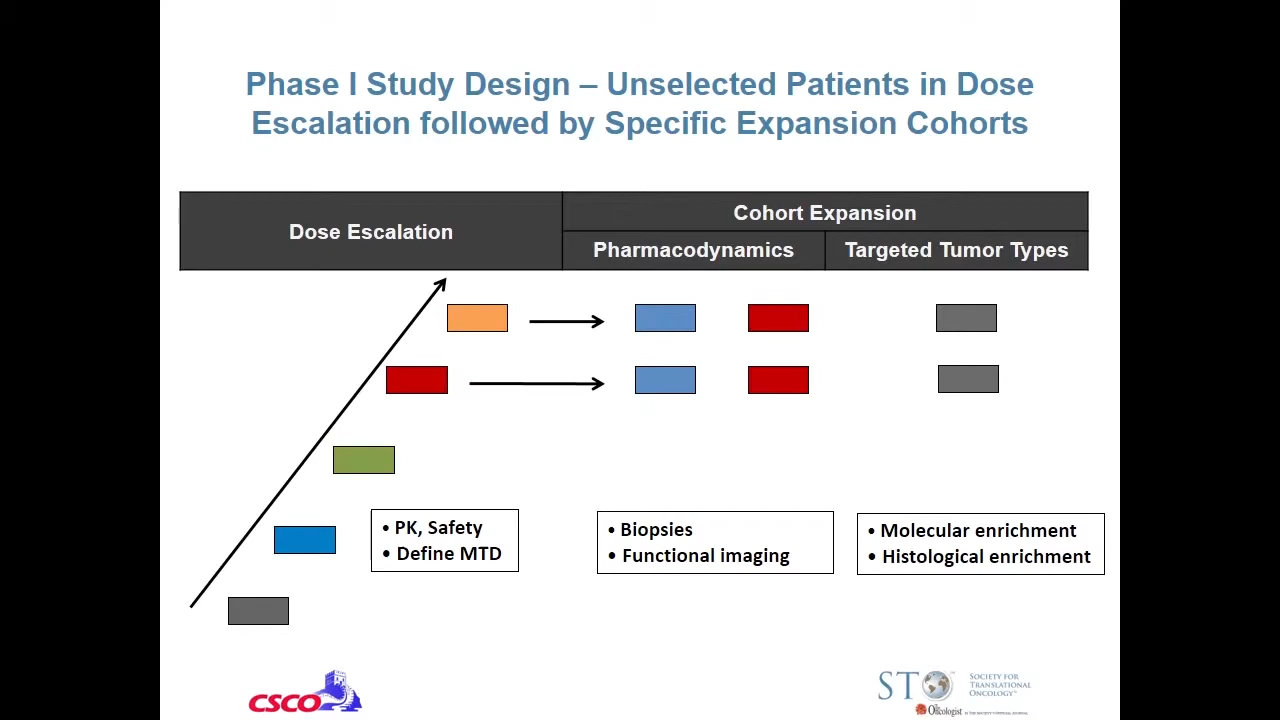 Phase I Study Design – Unselected Patients in Dose
Escalation followed by Specific Expansion Cohorts
Dose Escalation
Cohort Expansion
Pharmacodynamics
Targeted Tumor Types
• PK, Safety
• Define MTD
• Biopsies
• Functional imaging
• Molecular enrichment
• Histological enrichment
CSCO
STO
SOCIETY FOR
TRANSLATIONAL
ONCOLOGY
The Oncologist